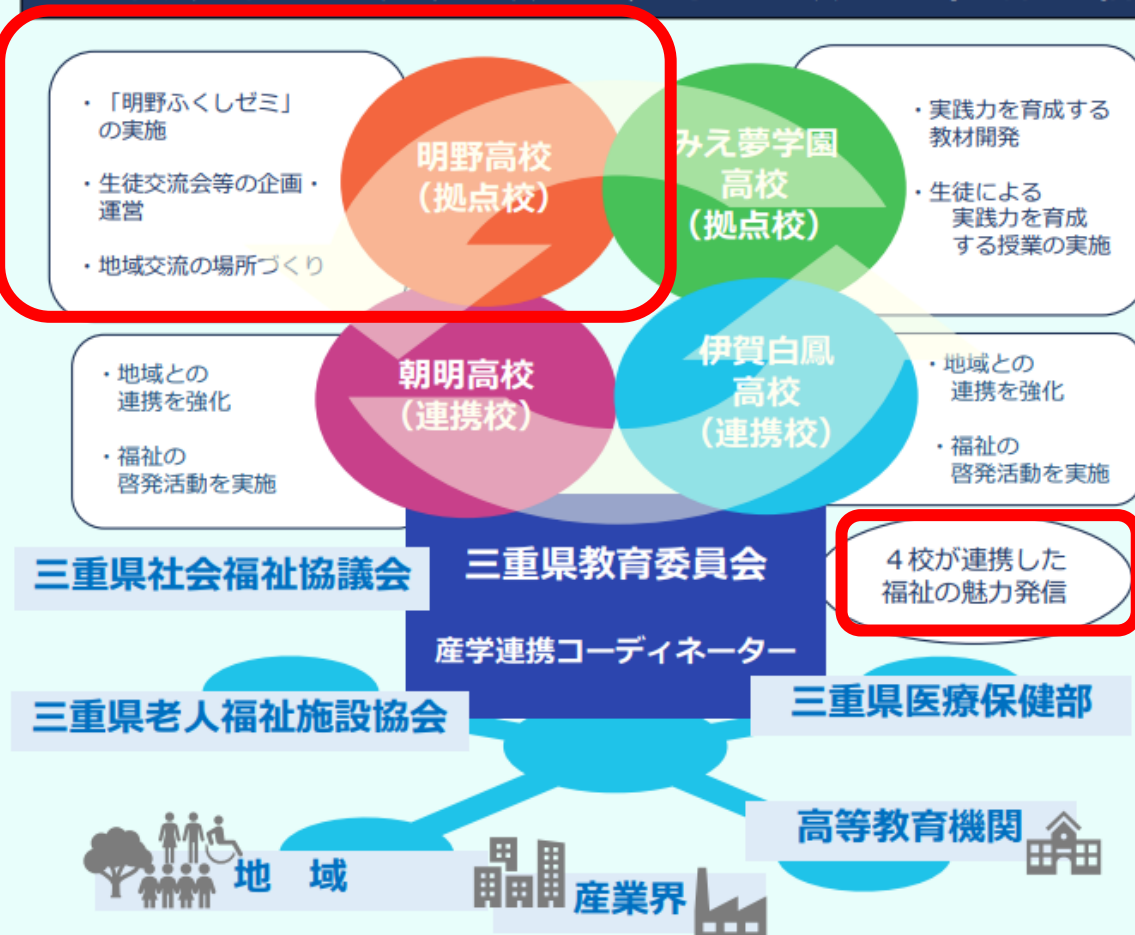 ・「明野ふくしゼミ」
の実施
・生徒交流会等の企画・
運営
・地域交流の場所づくり
明野高校
（拠点校）
みえ夢学園
高校
（拠点校）
・実践力を育成する
教材開発
・生徒による
実践力を育成
する授業の実施
・地域との
連携を強化
・福祉の
啓発活動を実施
朝明高校
（連携校）
伊賀白鳳
高校
（連携校）
・地域との
連携を強化
・福祉の
啓発活動を実施
三重県社会福祉協議会
三重県教育委員会
産学連携コーディネーター
４校が連携した
福祉の魅力発信
三重県老人福祉施設協会
三重県医療保健部
高等教育機関
地　域
産業界